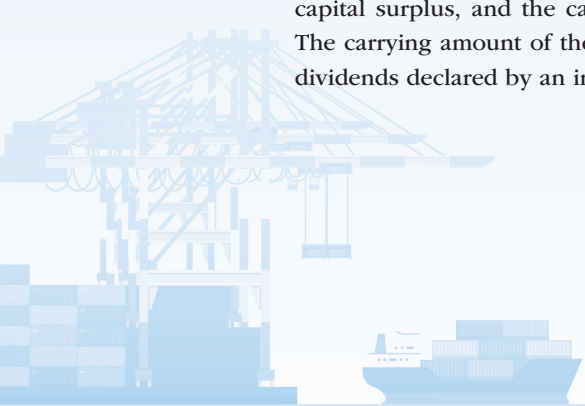 capital surplus, and the ca
The carrying amount of the
dividends declared by an in